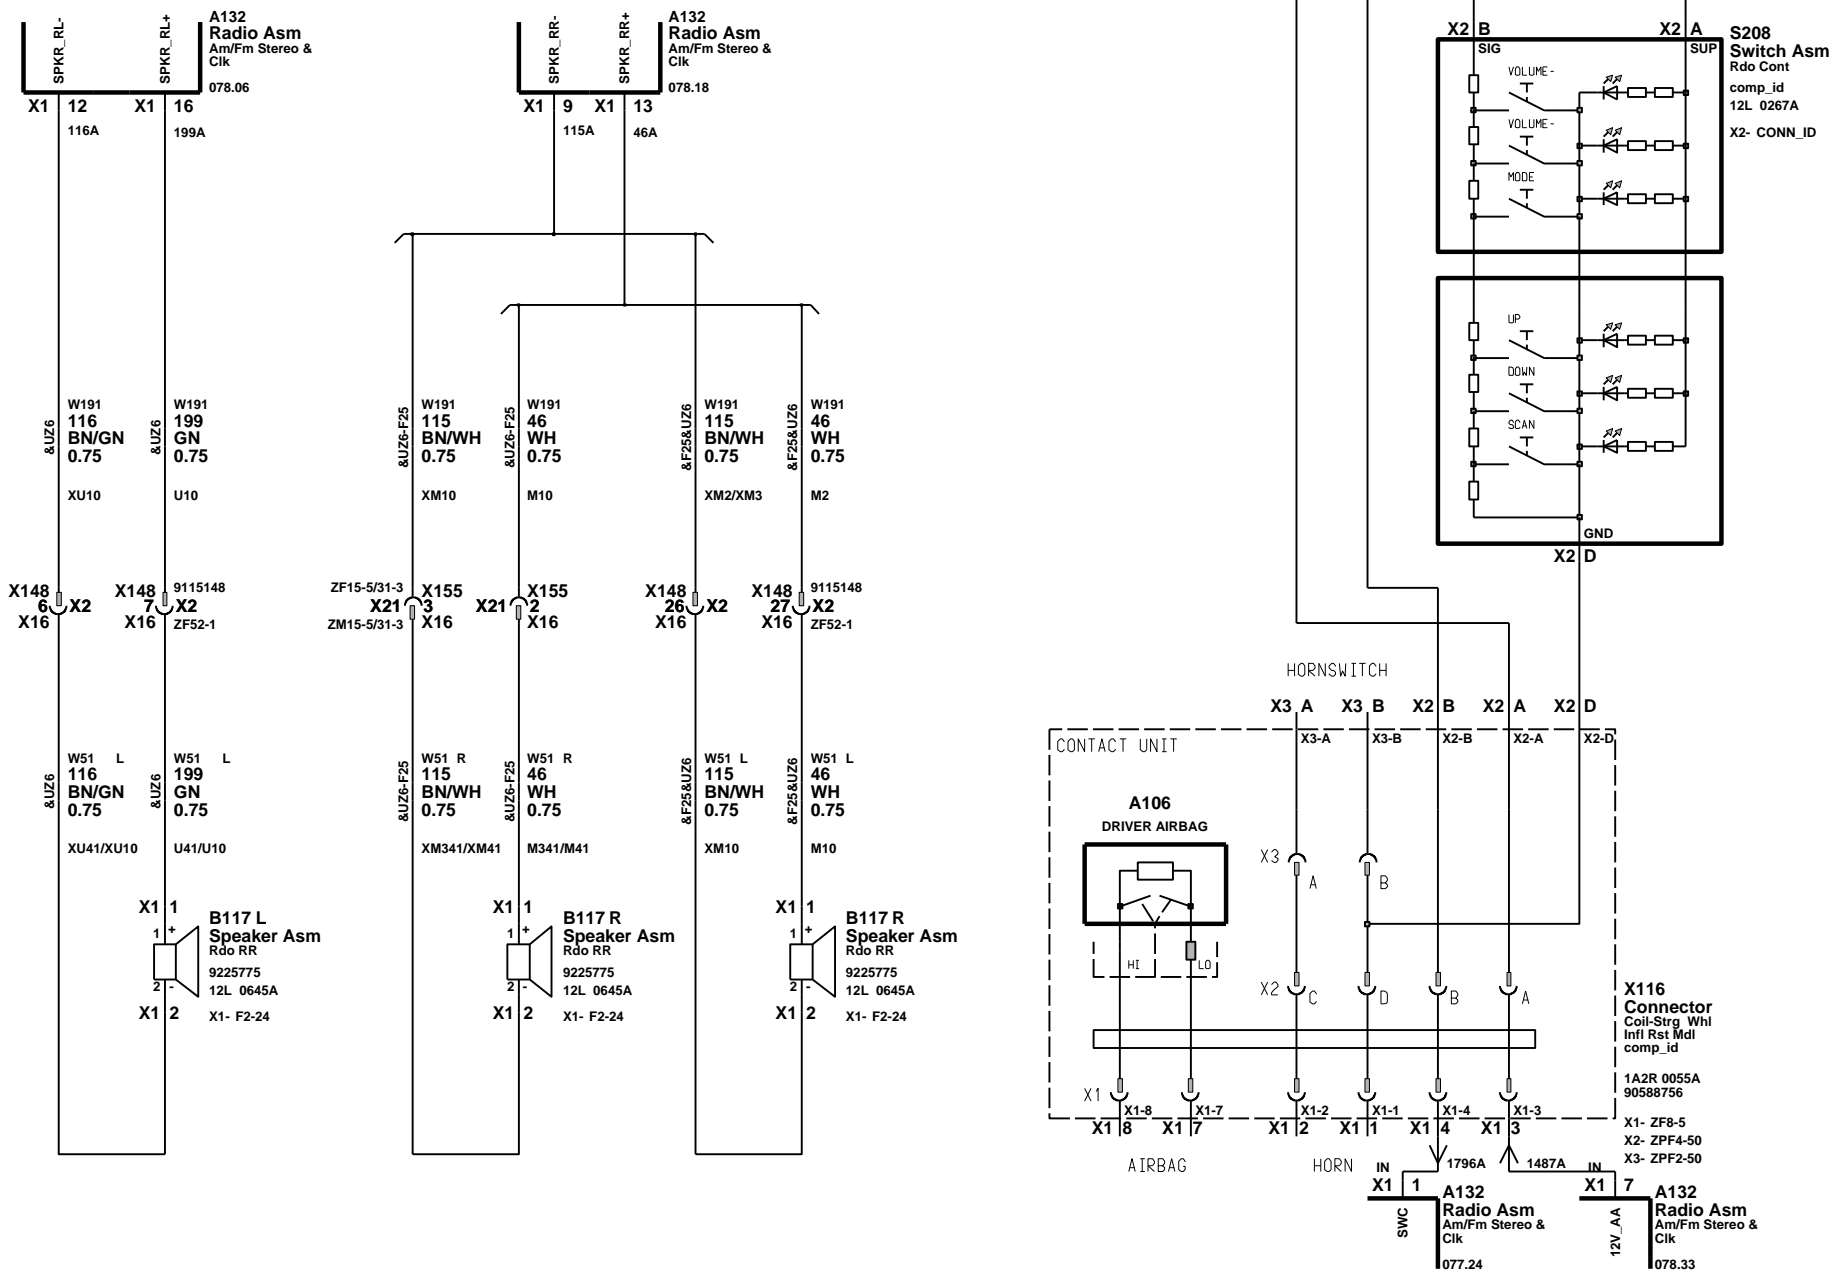 SPKR_RL-
SPKR_RL+
A132
Radio Asm
Am/Fm Stereo &
Clk
078.06
X1 12
X1 16
116A
199A
SPKR_RR-
SPKR_RR+
A132
Radio Asm
Am/Fm Stereo &
Clk
078.18
X1 9
X1 13
115A
46A
&UZ6
W191
116
BN/GN
0.75
XU10
&UZ6
W191
199
GN
0.75
U10
&UZ6-F25
W191
115
BN/WH
0.75
XM10
&UZ6-F25
W191
46
WH
0.75
M10
&F25&UZ6
W191
115
BN/WH
0.75
XM2/XM3
&F25&UZ6
W191
46
WH
0.75
M2
X148
6 X2
X16
X148 9115148
7 X2
X16 ZF52-1
ZF15-5/31-3 X155
X21 3
ZM15-5/31-3 X16
X155
X21 2
X16
X148
26 X2
X16
X148 9115148
27 X2
X16 ZF52-1
&UZ6
W51 L
116
BN/GN
0.75
XU41/XU10
&UZ6
W51 L
199
GN
0.75
U41/U10
&UZ6-F25
W51 R
115
BN/WH
0.75
XM341/XM41
&UZ6-F25
W51 R
46
WH
0.75
M341/M41
&F25&UZ6
W51 L
115
BN/WH
0.75
XM10
&F25&UZ6
W51 L
46
WH
0.75
M10
X1 1
1 +
2 -
X1 2
B117 L
Speaker Asm
Rdo RR
9225775
12L 0645A
X1- F2-24
X1 1
1 +
2 -
X1 2
B117 R
Speaker Asm
Rdo RR
9225775
12L 0645A
X1- F2-24
X1 1
1 +
2 -
X1 2
B117 R
Speaker Asm
Rdo RR
9225775
12L 0645A
X1- F2-24
X2 B
SIG
X2 A
SUP
S208
Switch Asm
Rdo Cont
comp_id
12L 0267A
X2- CONN_ID
VOLUME-
VOLUME-
MODE
UP
DOWN
SCAN
GND
X2 D
HORNSWITCH
X3 A
X3 B
X2 B
X2 A
X2 D
CONTACT UNIT
X3-A
X3-B
X2-B
X2-A
X2-D
A106
DRIVER AIRBAG
HI
LO
X3
A
B
X2
C
D
B
A
X116
Connector
Coil-Strg Whl
Infl Rst Mdl
comp_id
1A2R 0055A
90588756
X1- ZF8-5
X2- ZPF4-50
X3- ZPF2-50
X1
X1-8
X1-7
X1-2
X1-1
X1-4
X1-3
X1 8
X1 7
X1 2
X1 1
X1 4
X1 3
AIRBAG
HORN
1796A
1487A
IN
X1 1
SWC
A132
Radio Asm
Am/Fm Stereo &
Clk
077.24
IN
X1 7
12V_AA
A132
Radio Asm
Am/Fm Stereo &
Clk
078.33